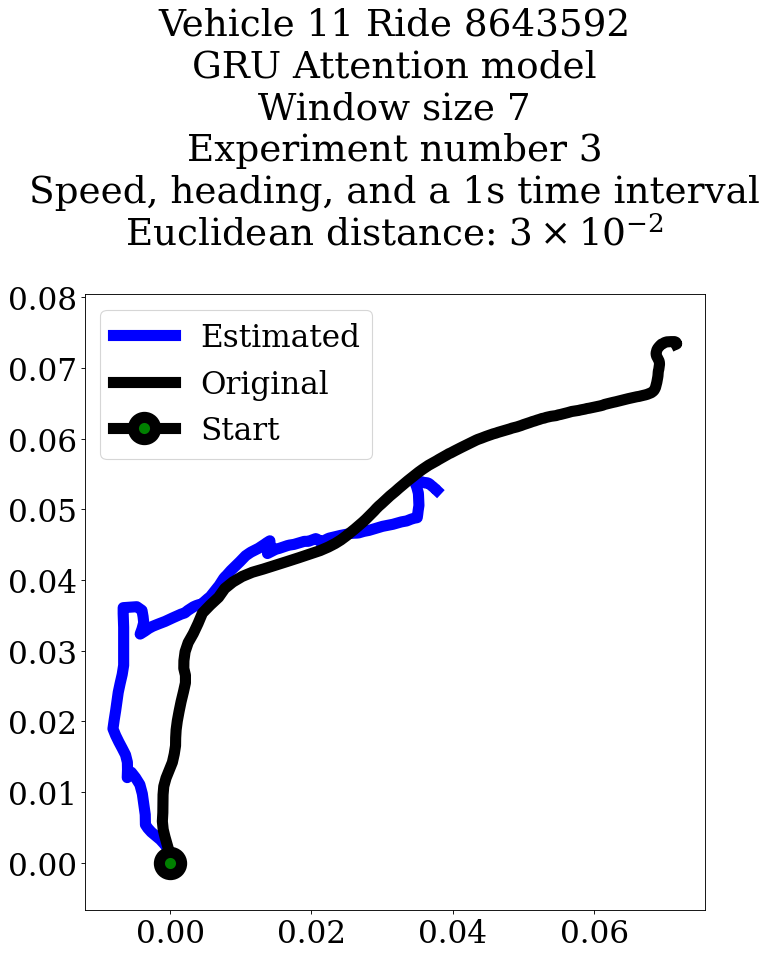 Vehicle 11 Ride 8643592
GRU Attention model
Window size 7
Experiment number 3
Speed, heading, and a 1s time interval
Euclidean distance: 3 × 10⁻²
0.08
0.07
0.06
0.05
0.04
0.03
0.02
0.01
0.00
Estimated
Original
Start
0.00 0.02 0.04 0.06